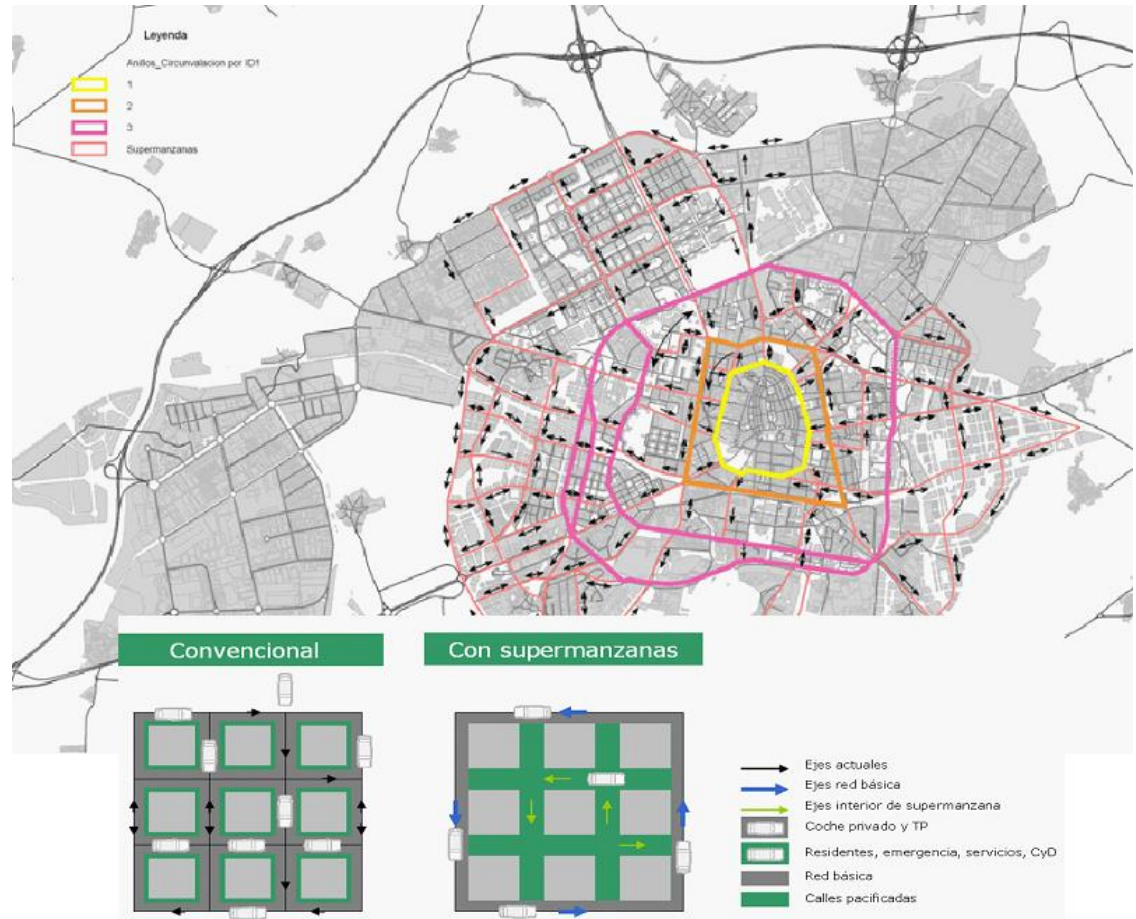 Leyenda
Anillos_Circunvalacion por ID1
1
2
3
Supermanzanas
Convencional
Con supermanzanas
Ejes actuales
Ejes red básica
Ejes interior de supermanzana
Coche privado y TP
Residentes, emergencia, servicios, CyD
Red básica
Calles pacificadas